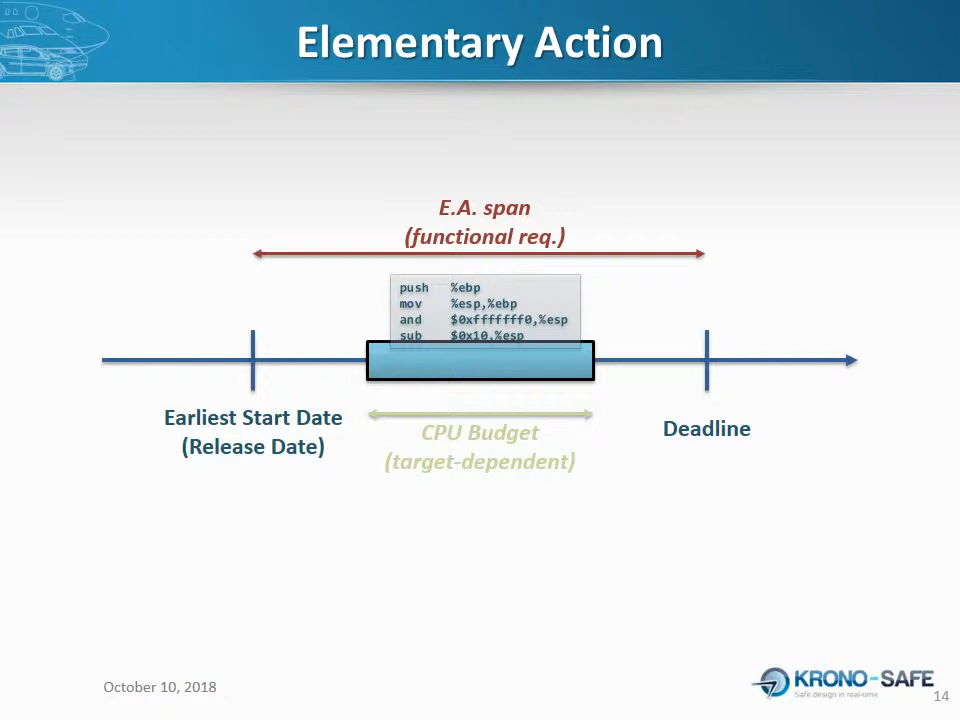 Elementary Action
E.A. span
(functional req.)
push %ebp
mov %esp,%ebp
and $0xfffffff0,%esp
sub $0x10,%esp
Earliest Start Date
(Release Date)
CPU Budget
(target-dependent)
Deadline
October 10, 2018
KRONO-SAFE
Safe design in real-time
14